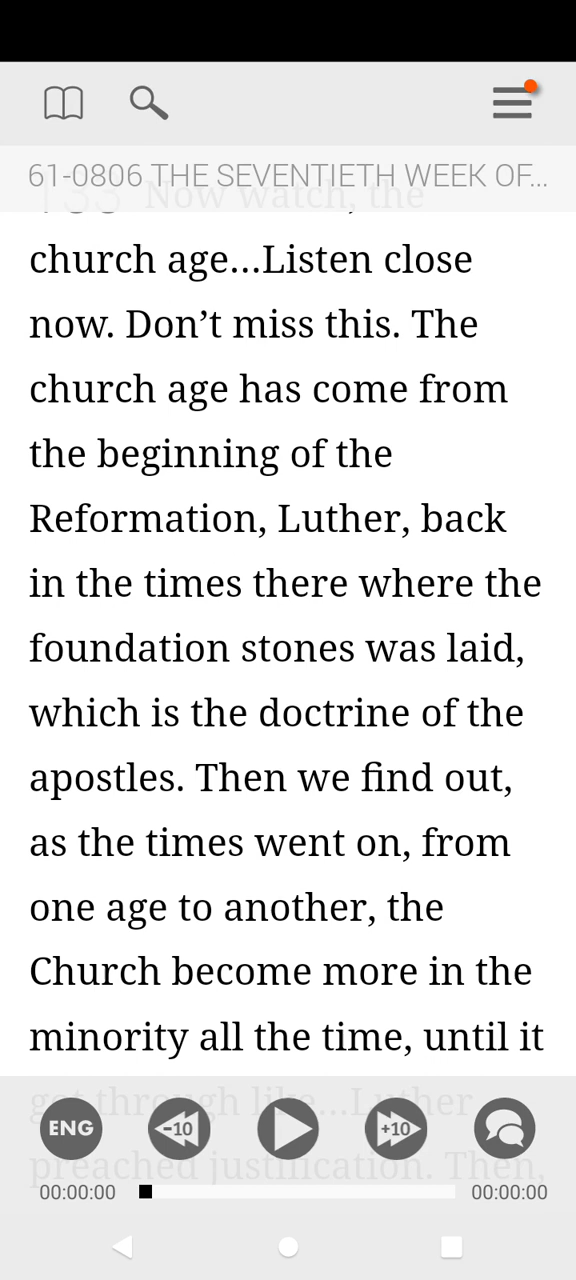 61-0806 THE SEVENTIETH WEEK OF...
133 Now watch, the
church age...Listen close
now. Don’t miss this. The
church age has come from
the beginning of the
Reformation, Luther, back
in the times there where the
foundation stones was laid,
which is the doctrine of the
apostles. Then we find out,
as the times went on, from
one age to another, the
Church become more in the
minority all the time, until it
got through like...Luther
ENG -10 +10
preached justification. Then,
00:00:00 00:00:00